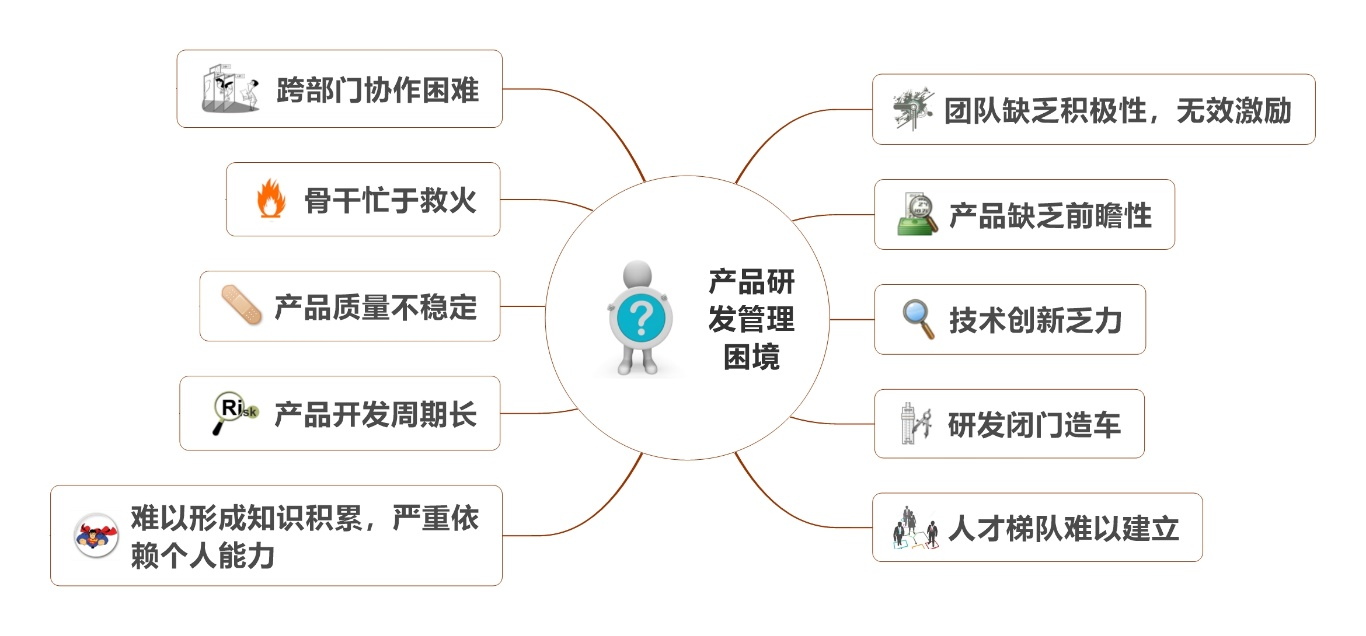 跨部门协作困难
骨干忙于救火
产品质量不稳定
Risk
产品开发周期长
难以形成知识积累，严重依
赖个人能力
?
产品研
发管理
困境
团队缺乏积极性，无效激励
产品缺乏前瞻性
技术创新乏力
研发闭门造车
人才梯队难以建立